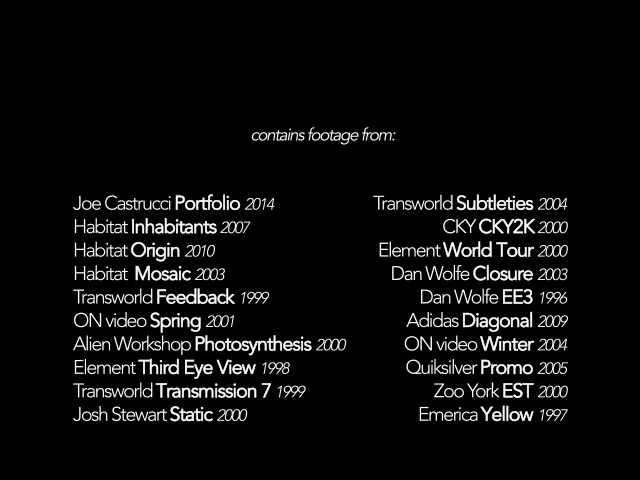 contains footage from:
Joe Castrucci Portfolio 2014
Habitat Inhabitants 2007
Habitat Origin 2010
Habitat Mosaic 2003
Transworld Feedback 1999
ON video Spring 2001
Alien Workshop Photosynthesis 2000
Element Third Eye View 1998
Transworld Transmission 7 1999
Josh Stewart Static 2000
Transworld Subtleties 2004
CKY CKY2K 2000
Element World Tour 2000
Dan Wolfe Closure 2003
Dan Wolfe EE3 1996
Adidas Diagonal 2009
ON video Winter 2004
Quiksilver Promo 2005
Zoo York EST 2000
Emerica Yellow 1997